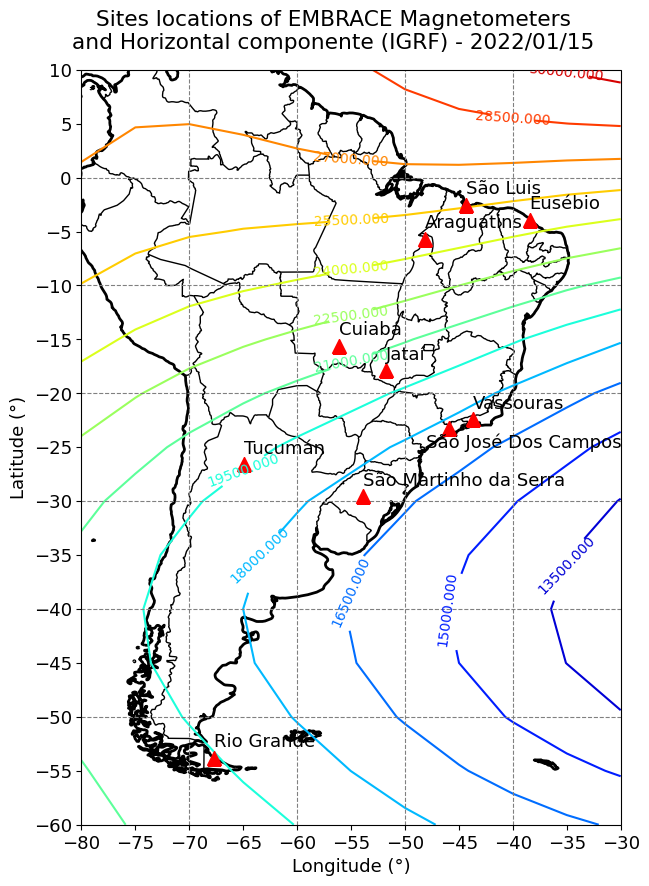 Sites locations of EMBRACE Magnetometers
and Horizontal componente (IGRF) - 2022/01/15
10
5
0
−5
−10
−15
−20
−25
−30
−35
−40
−45
−50
−55
−60
Latitude (°)
30000.000
28500.000
27000.000
25500.000
24000.000
22500.000
21000.000
19500.000
18000.000
16500.000
15000.000
13500.000
São Luis
Eusébio
Araguatins
Cuiabá
Jataí
Vassouras
São José Dos Campos
Tucumán
São Martinho da Serra
Rio Grande
−80
−75
−70
−65
−60
−55
−50
−45
−40
−35
−30
Longitude (°)